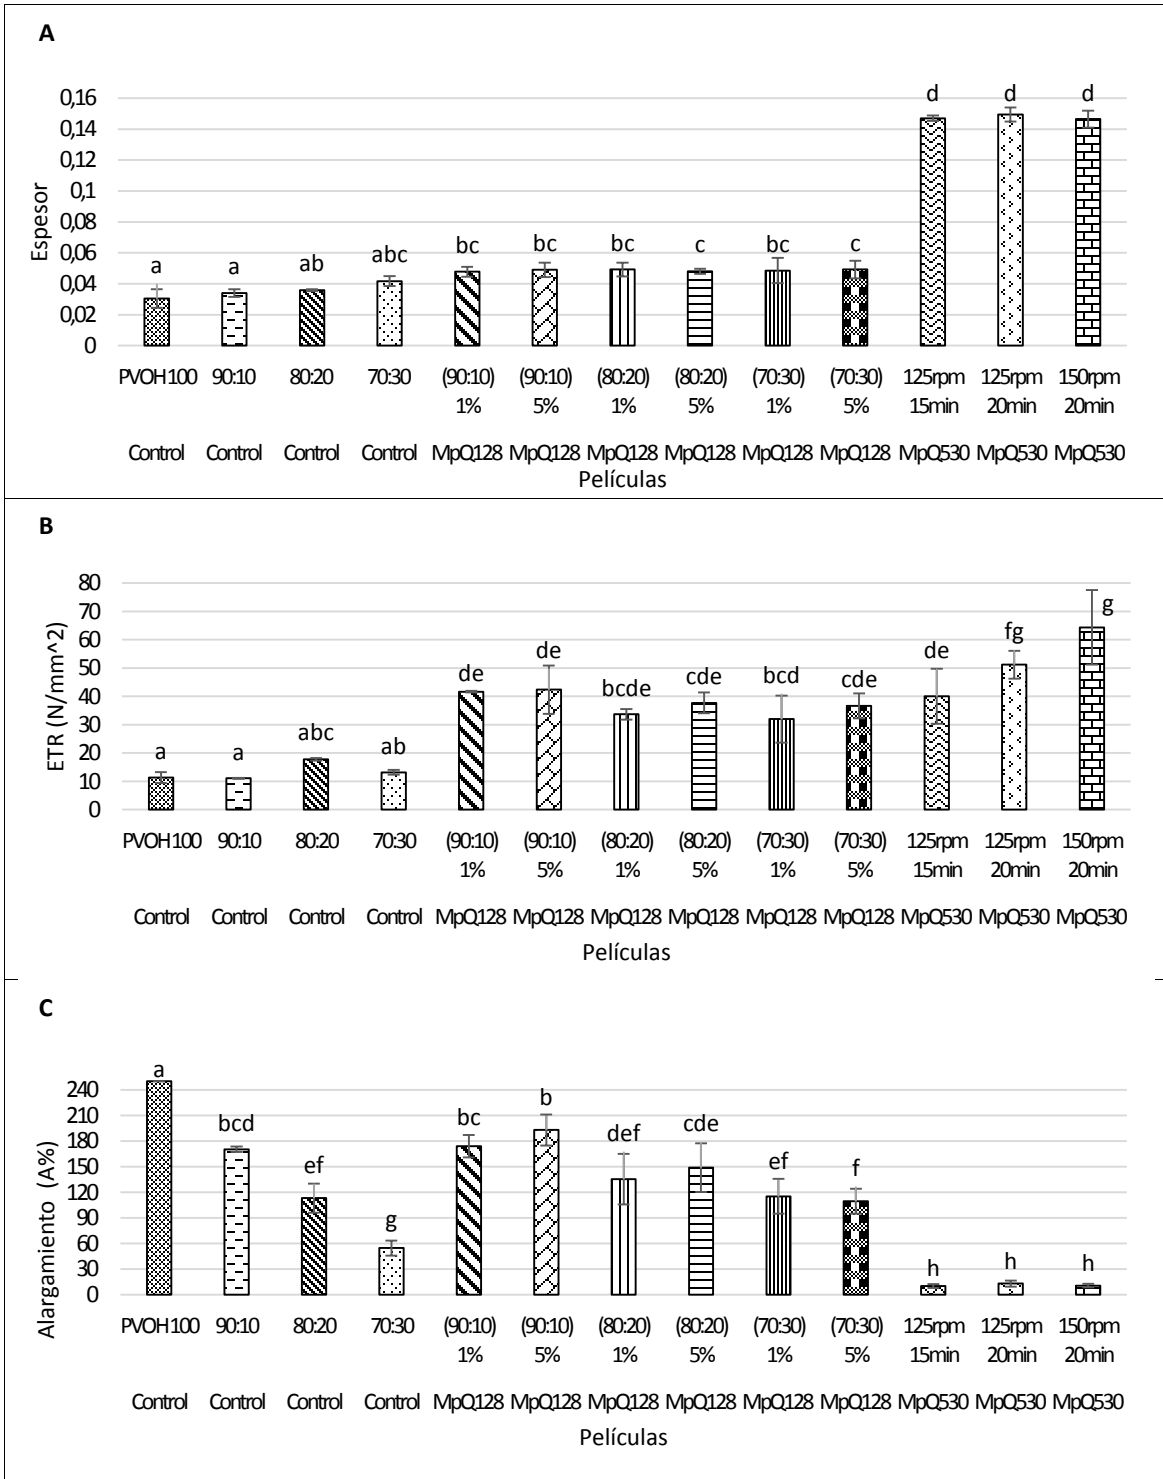 A
0,16
0,14
0,12
0,1
0,08
0,06
0,04
0,02
0
Espesor
a a ab abc bc bc bc c bc c d d d
PVOH100 90:10 80:20 70:30 (90:10) (90:10) (80:20) (80:20) (70:30) (70:30) 125rpm 125rpm 150rpm
1% 5% 1% 5% 1% 5% 15min 20min 20min
Control Control Control Control MpQ128 MpQ128 MpQ128 MpQ128 MpQ128 MpQ128 MpQ530 MpQ530 MpQ530
Películas
B
80
70
60
50
40
30
20
10
0
ETR (N/mm^2)
a a abc ab de de bcde cde bcd cde de fg g
PVOH100 90:10 80:20 70:30 (90:10) (90:10) (80:20) (80:20) (70:30) (70:30) 125rpm 125rpm 150rpm
1% 5% 1% 5% 1% 5% 15min 20min 20min
Control Control Control Control MpQ128 MpQ128 MpQ128 MpQ128 MpQ128 MpQ128 MpQ530 MpQ530 MpQ530
Películas
C
240
210
180
150
120
90
60
30
0
Alargamiento (A%)
a bcd ef g bc b def cde ef f h h h
PVOH100 90:10 80:20 70:30 (90:10) (90:10) (80:20) (80:20) (70:30) (70:30) 125rpm 125rpm 150rpm
1% 5% 1% 5% 1% 5% 15min 20min 20min
Control Control Control Control MpQ128 MpQ128 MpQ128 MpQ128 MpQ128 MpQ128 MpQ530 MpQ530 MpQ530
Películas